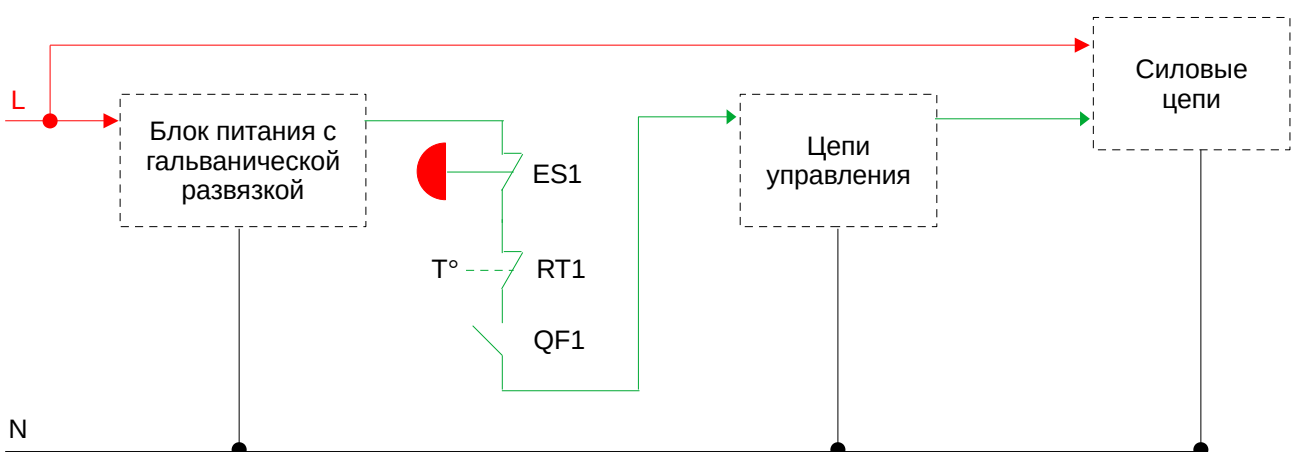 Силовые
цепи
L
Блок питания с
гальванической
развязкой
ES1
Цепи
управления
T° RT1
QF1
N